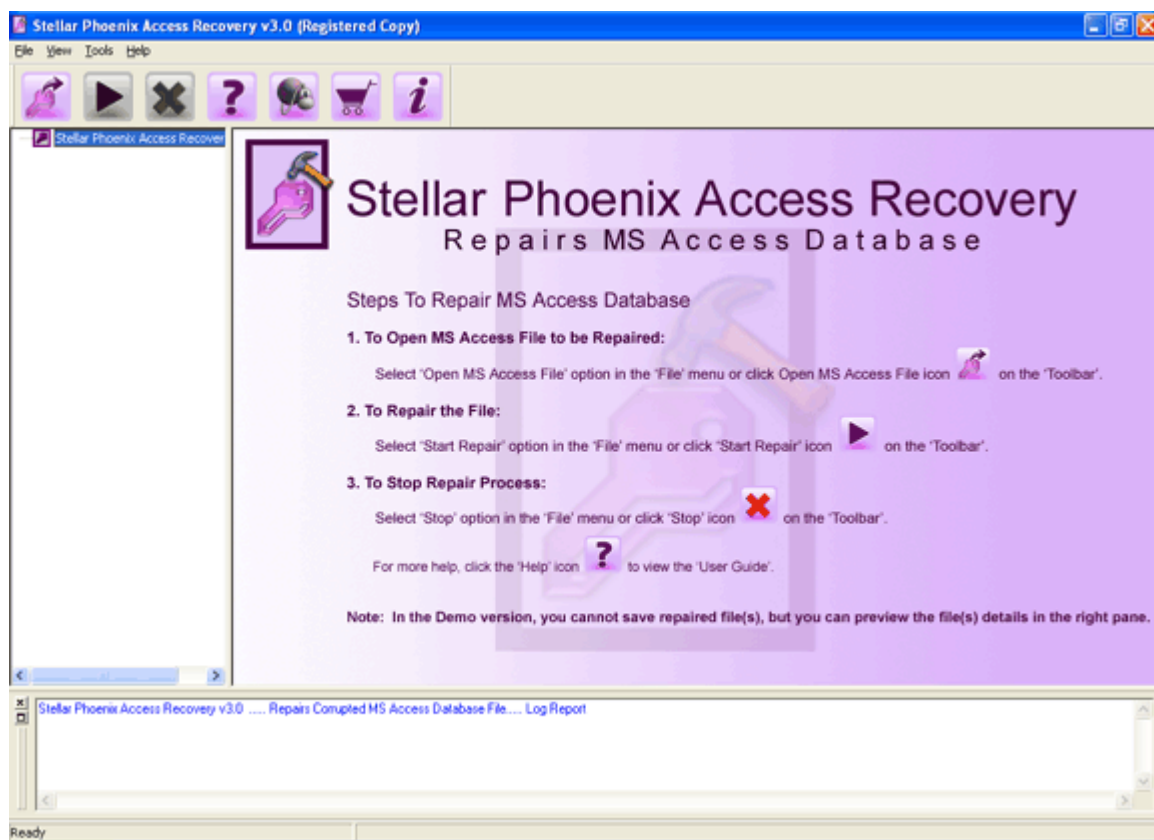 Stellar Phoenix Access Recovery v3.0 (Registered Copy)
File View Tools Help
Stellar Phoenix Access Recover
Stellar Phoenix Access Recovery
Repairs MS Access Database
Steps To Repair MS Access Database
1. To Open MS Access File to be Repaired:
Select 'Open MS Access File' option in the 'File' menu or click Open MS Access File icon on the 'Toolbar'.
2. To Repair the File:
Select 'Start Repair' option in the 'File' menu or click 'Start Repair' icon on the 'Toolbar'.
3. To Stop Repair Process:
Select 'Stop' option in the 'File' menu or click 'Stop' icon on the 'Toolbar'.
For more help, click the 'Help' icon ? to view the 'User Guide'.
Note: In the Demo version, you cannot save repaired file(s), but you can preview the file(s) details in the right pane.
Stellar Phoenix Access Recovery v3.0 ..... Repairs Corrupted MS Access Database File.... Log Report
Ready